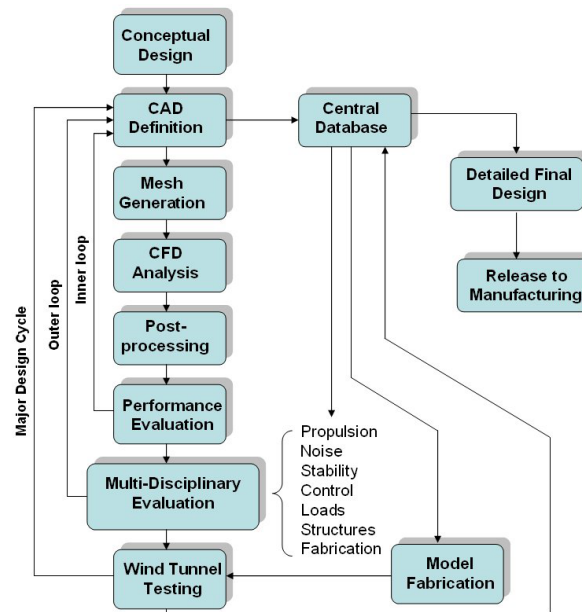 Conceptual
Design
CAD
Definition
Central
Database
Mesh
Generation
Detailed Final
Design
CFD
Analysis
Release to
Manufacturing
Post-
processing
Performance
Evaluation
Major Design Cycle
Outer loop
Inner loop
Multi-Disciplinary
Evaluation
Propulsion
Noise
Stability
Control
Loads
Structures
Fabrication
Wind Tunnel
Testing
Model
Fabrication